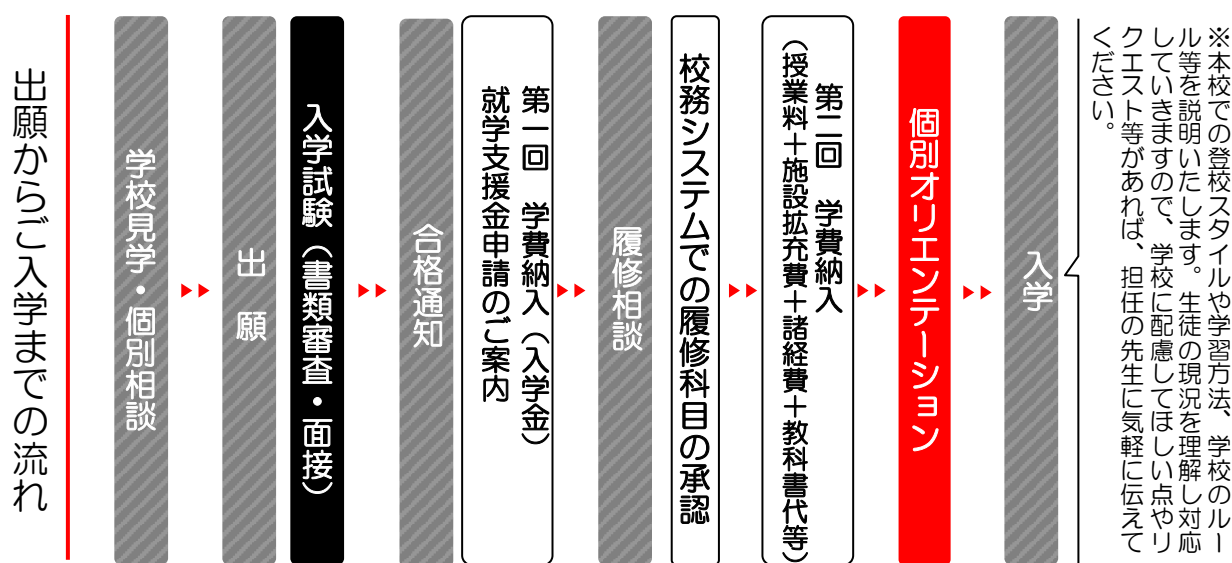 出願からご入学までの流れ
学校見学・個別相談
出　願
入学試験（書類審査・面接）
合格通知
第一回　学費納入（入学金）
就学支援金申請のご案内
履修相談
校務システムでの履修科目の承認
第二回　学費納入
（授業料＋施設拡充費＋諸経費＋教科書代等）
個別オリエンテーション
入学
※本校での登校スタイルや学習方法、学校のルー
ル等を説明いたします。生徒の現況を理解し対応
していきますので、学校に配慮してほしい点やリ
クエスト等があれば、担任の先生に気軽に伝えて
ください。